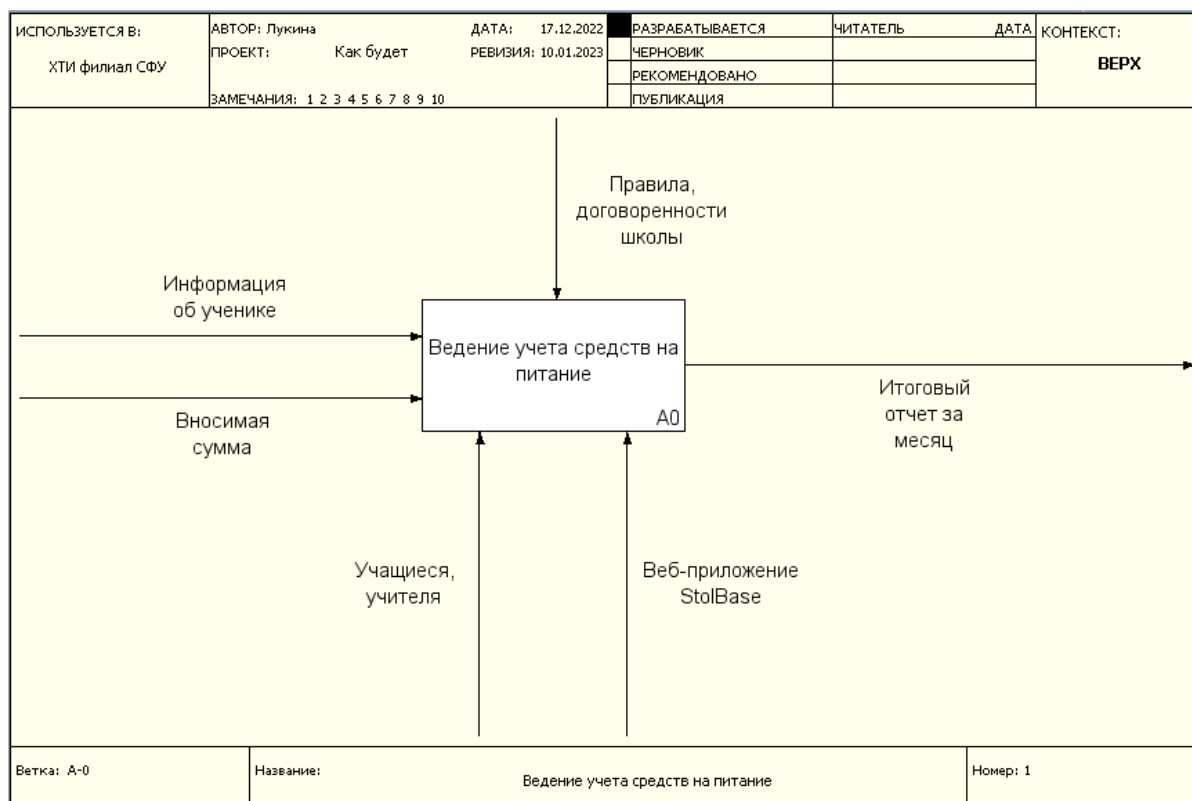 ИСПОЛЬЗУЕТСЯ В:
ХТИ филиал СФУ
АВТОР: Лукина
ДАТА: 17.12.2022
ПРОЕКТ: Как будет
РЕВИЗИЯ: 10.01.2023
ЗАМЕЧАНИЯ: 1 2 3 4 5 6 7 8 9 10
РАЗРАБАТЫВАЕТСЯ
ЧЕРНОВИК
РЕКОМЕНДОВАНО
ПУБЛИКАЦИЯ
ЧИТАТЕЛЬ ДАТА
КОНТЕКСТ:
ВЕРХ
Правила,
договоренности
школы
Информация
об ученике
Вносимая
сумма
Ведение учета средств на
питание
A0
Итоговый
отчет за
месяц
Учащиеся,
учителя
Веб-приложение
StolBase
Ветка: A-0
Название:
Ведение учета средств на питание
Номер: 1